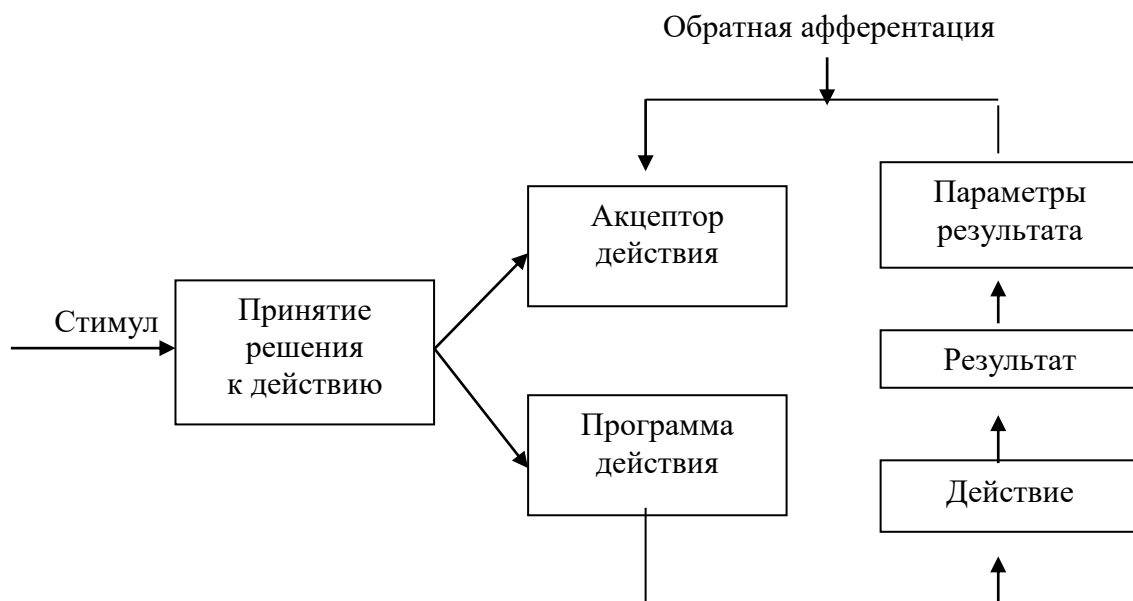 Обратная афферентация
Акцептор
действия
Параметры
результата
Стимул
Принятие
решения
к действию
Результат
Программа
действия
Действие